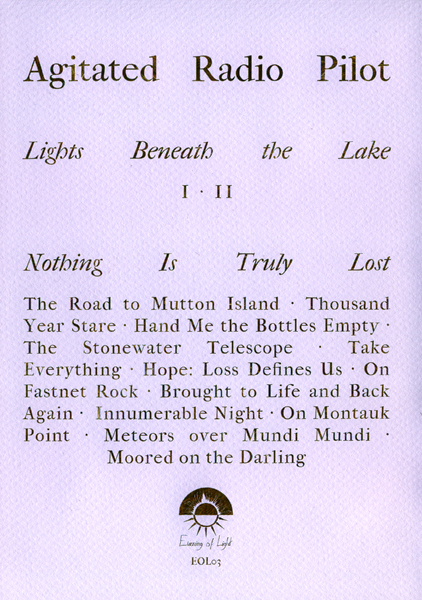 Agitated Radio Pilot
Lights Beneath the Lake
I · II
Nothing Is Truly Lost
The Road to Mutton Island · Thousand
Year Stare · Hand Me the Bottles Empty ·
The Stonewater Telescope · Take
Everything · Hope: Loss Defines Us · On
Fastnet Rock · Brought to Life and Back
Again · Innumerable Night · On Montauk
Point · Meteors over Mundi Mundi ·
Moored on the Darling
Evening of Light
EOL03